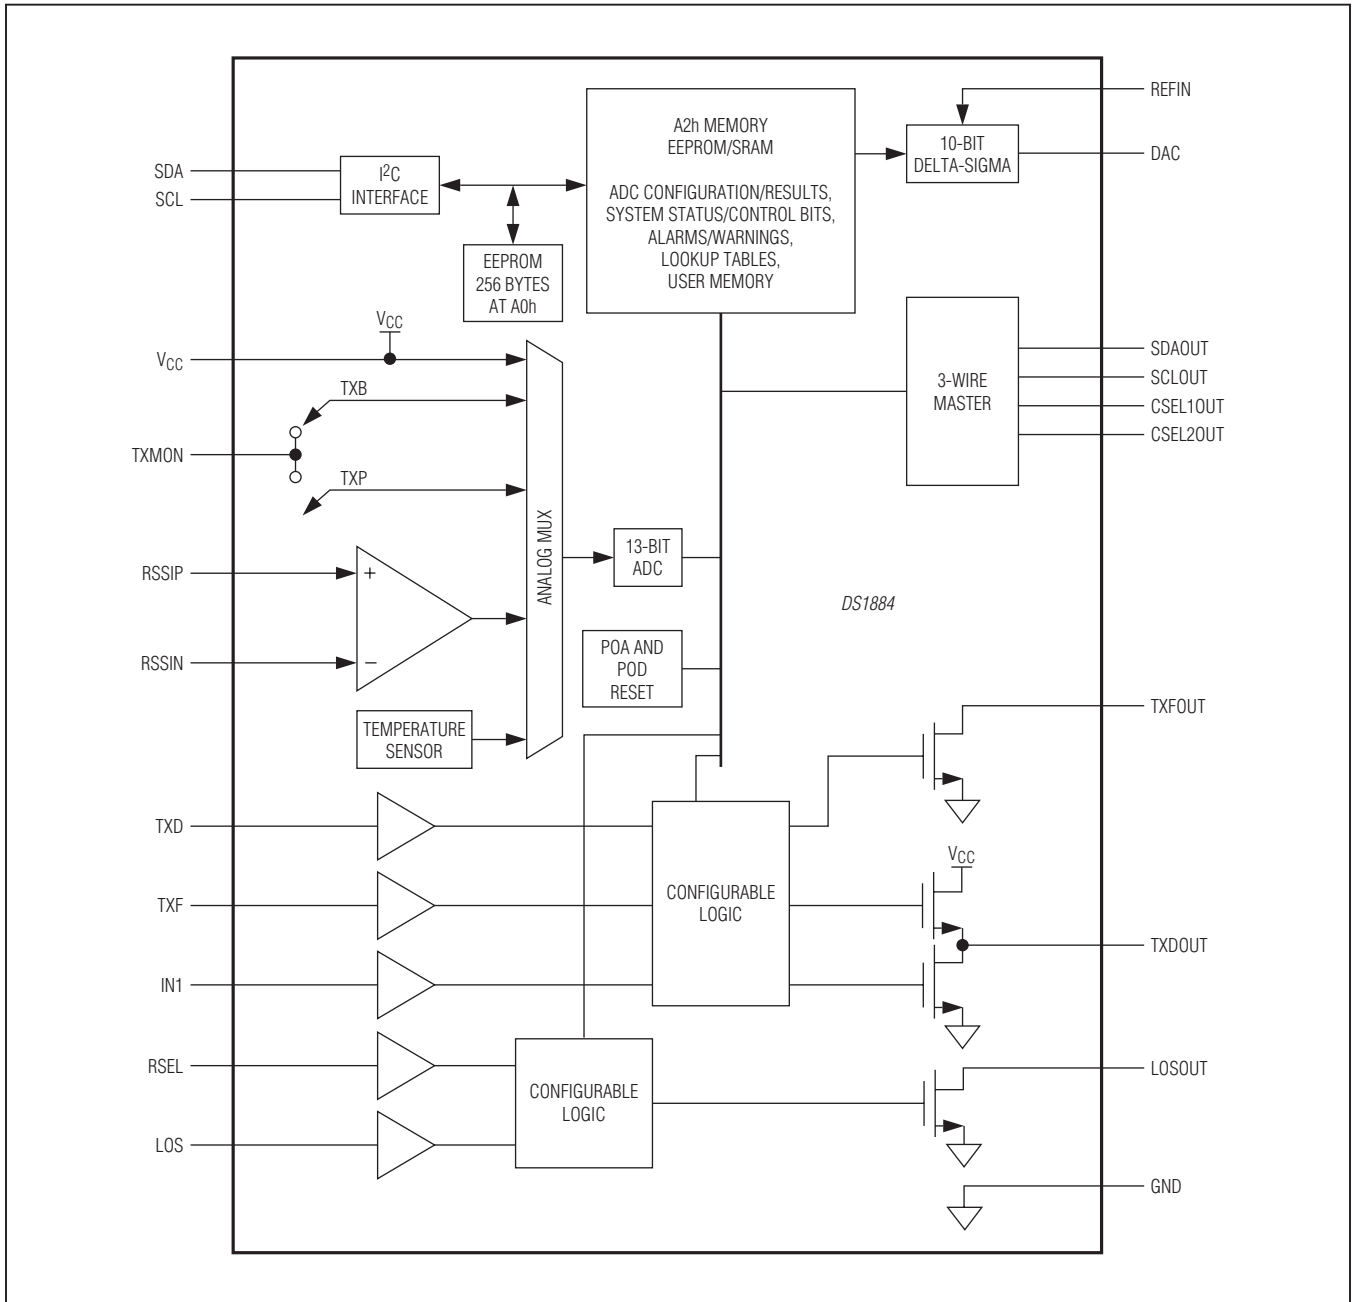 REFIN
A2h MEMORY
EEPROM/SRAM
ADC CONFIGURATION/RESULTS,
SYSTEM STATUS/CONTROL BITS,
ALARMS/WARNINGS,
LOOKUP TABLES,
USER MEMORY
10-BIT
DELTA-SIGMA
DAC
SDA
SCL
I2C
INTERFACE
EEPROM
256 BYTES
AT A0h
VCC
VCC
TXB
TXMON
TXP
ANALOG MUX
3-WIRE
MASTER
SDAOUT
SCLOUT
CSEL1OUT
CSEL2OUT
13-BIT
ADC
RSSIP
+
RSSIN
−
DS1884
POA AND
POD
RESET
TEMPERATURE
SENSOR
TXFOUT
TXD
TXF
IN1
CONFIGURABLE
LOGIC
VCC
TXDOUT
RSEL
LOS
CONFIGURABLE
LOGIC
LOSOUT
GND